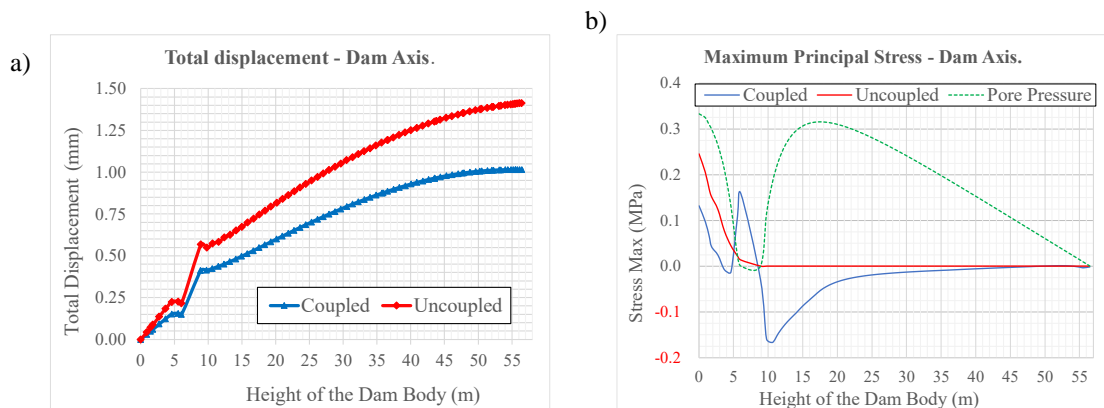 a)
Total displacement - Dam Axis.
1.50
1.25
1.00
0.75
0.50
0.25
0.00
Total Displacement (mm)
Coupled
Uncoupled
0 5 10 15 20 25 30 35 40 45 50 55
Height of the Dam Body (m)
b)
Maximum Principal Stress - Dam Axis.
0.4
Coupled
Uncoupled
Pore Pressure
0.3
0.2
0.1
0.0
-0.1
-0.2
Stress Max (MPa)
0 5 10 15 20 25 30 35 40 45 50 55
Height of the Dam Body (m)